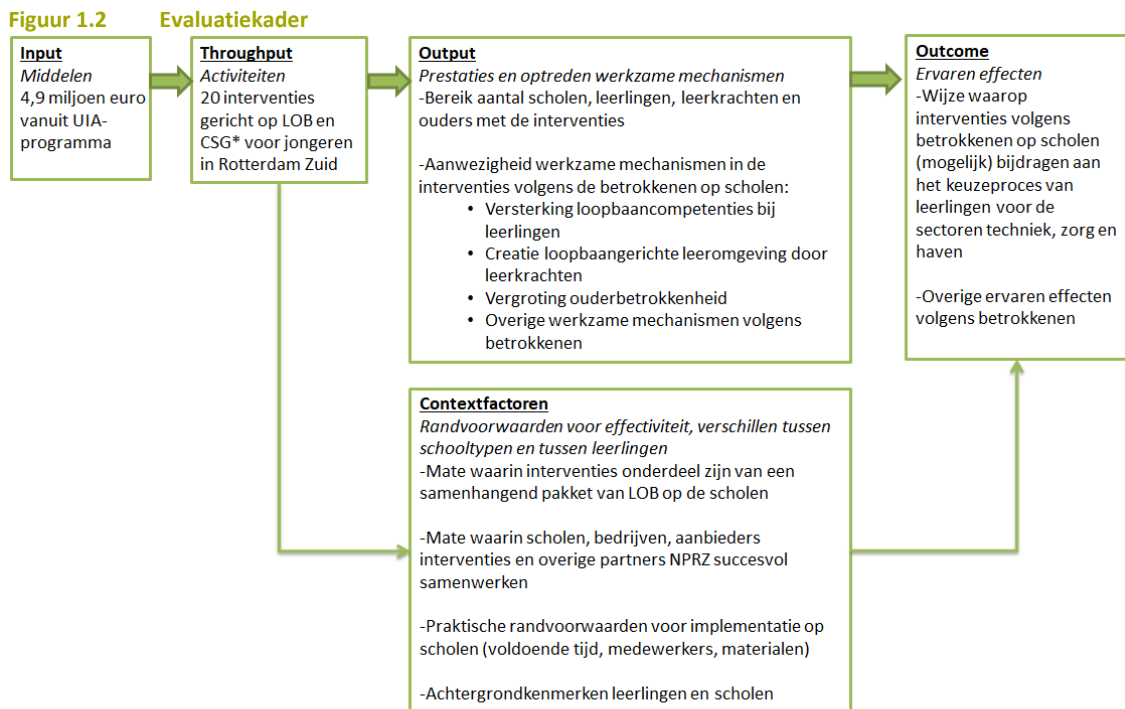 Figuur 1.2 Evaluatiekader
Input
Middelen
4,9 miljoen euro
vanuit UIA-
programma
Throughput
Activiteiten
20 interventies
gericht op LOB en
CSG* voor jongeren
in Rotterdam Zuid
Output
Prestaties en optreden werkzame mechanismen
-Bereik aantal scholen, leerlingen, leerkrachten en
ouders met de interventies
-Aanwezigheid werkzame mechanismen in de
interventies volgens de betrokkenen op scholen:
• Versterking loopbaancompetenties bij
leerlingen
• Creatie loopbaangerichte leeromgeving door
leerkrachten
• Vergroting ouderbetrokkenheid
• Overige werkzame mechanismen volgens
betrokkenen
Outcome
Ervaren effecten
-Wijze waarop
interventies volgens
betrokkenen op scholen
(mogelijk) bijdragen aan
het keuzeproces van
leerlingen voor de
sectoren techniek, zorg en
haven
-Overige ervaren effecten
volgens betrokkenen
Contextfactoren
Randvoorwaarden voor effectiviteit, verschillen tussen
schooltypen en tussen leerlingen
-Mate waarin interventies onderdeel zijn van een
samenhangend pakket van LOB op de scholen
-Mate waarin scholen, bedrijven, aanbieders
interventies en overige partners NPRZ succesvol
samenwerken
-Praktische randvoorwaarden voor implementatie op
scholen (voldoende tijd, medewerkers, materialen)
-Achtergrondkenmerken leerlingen en scholen